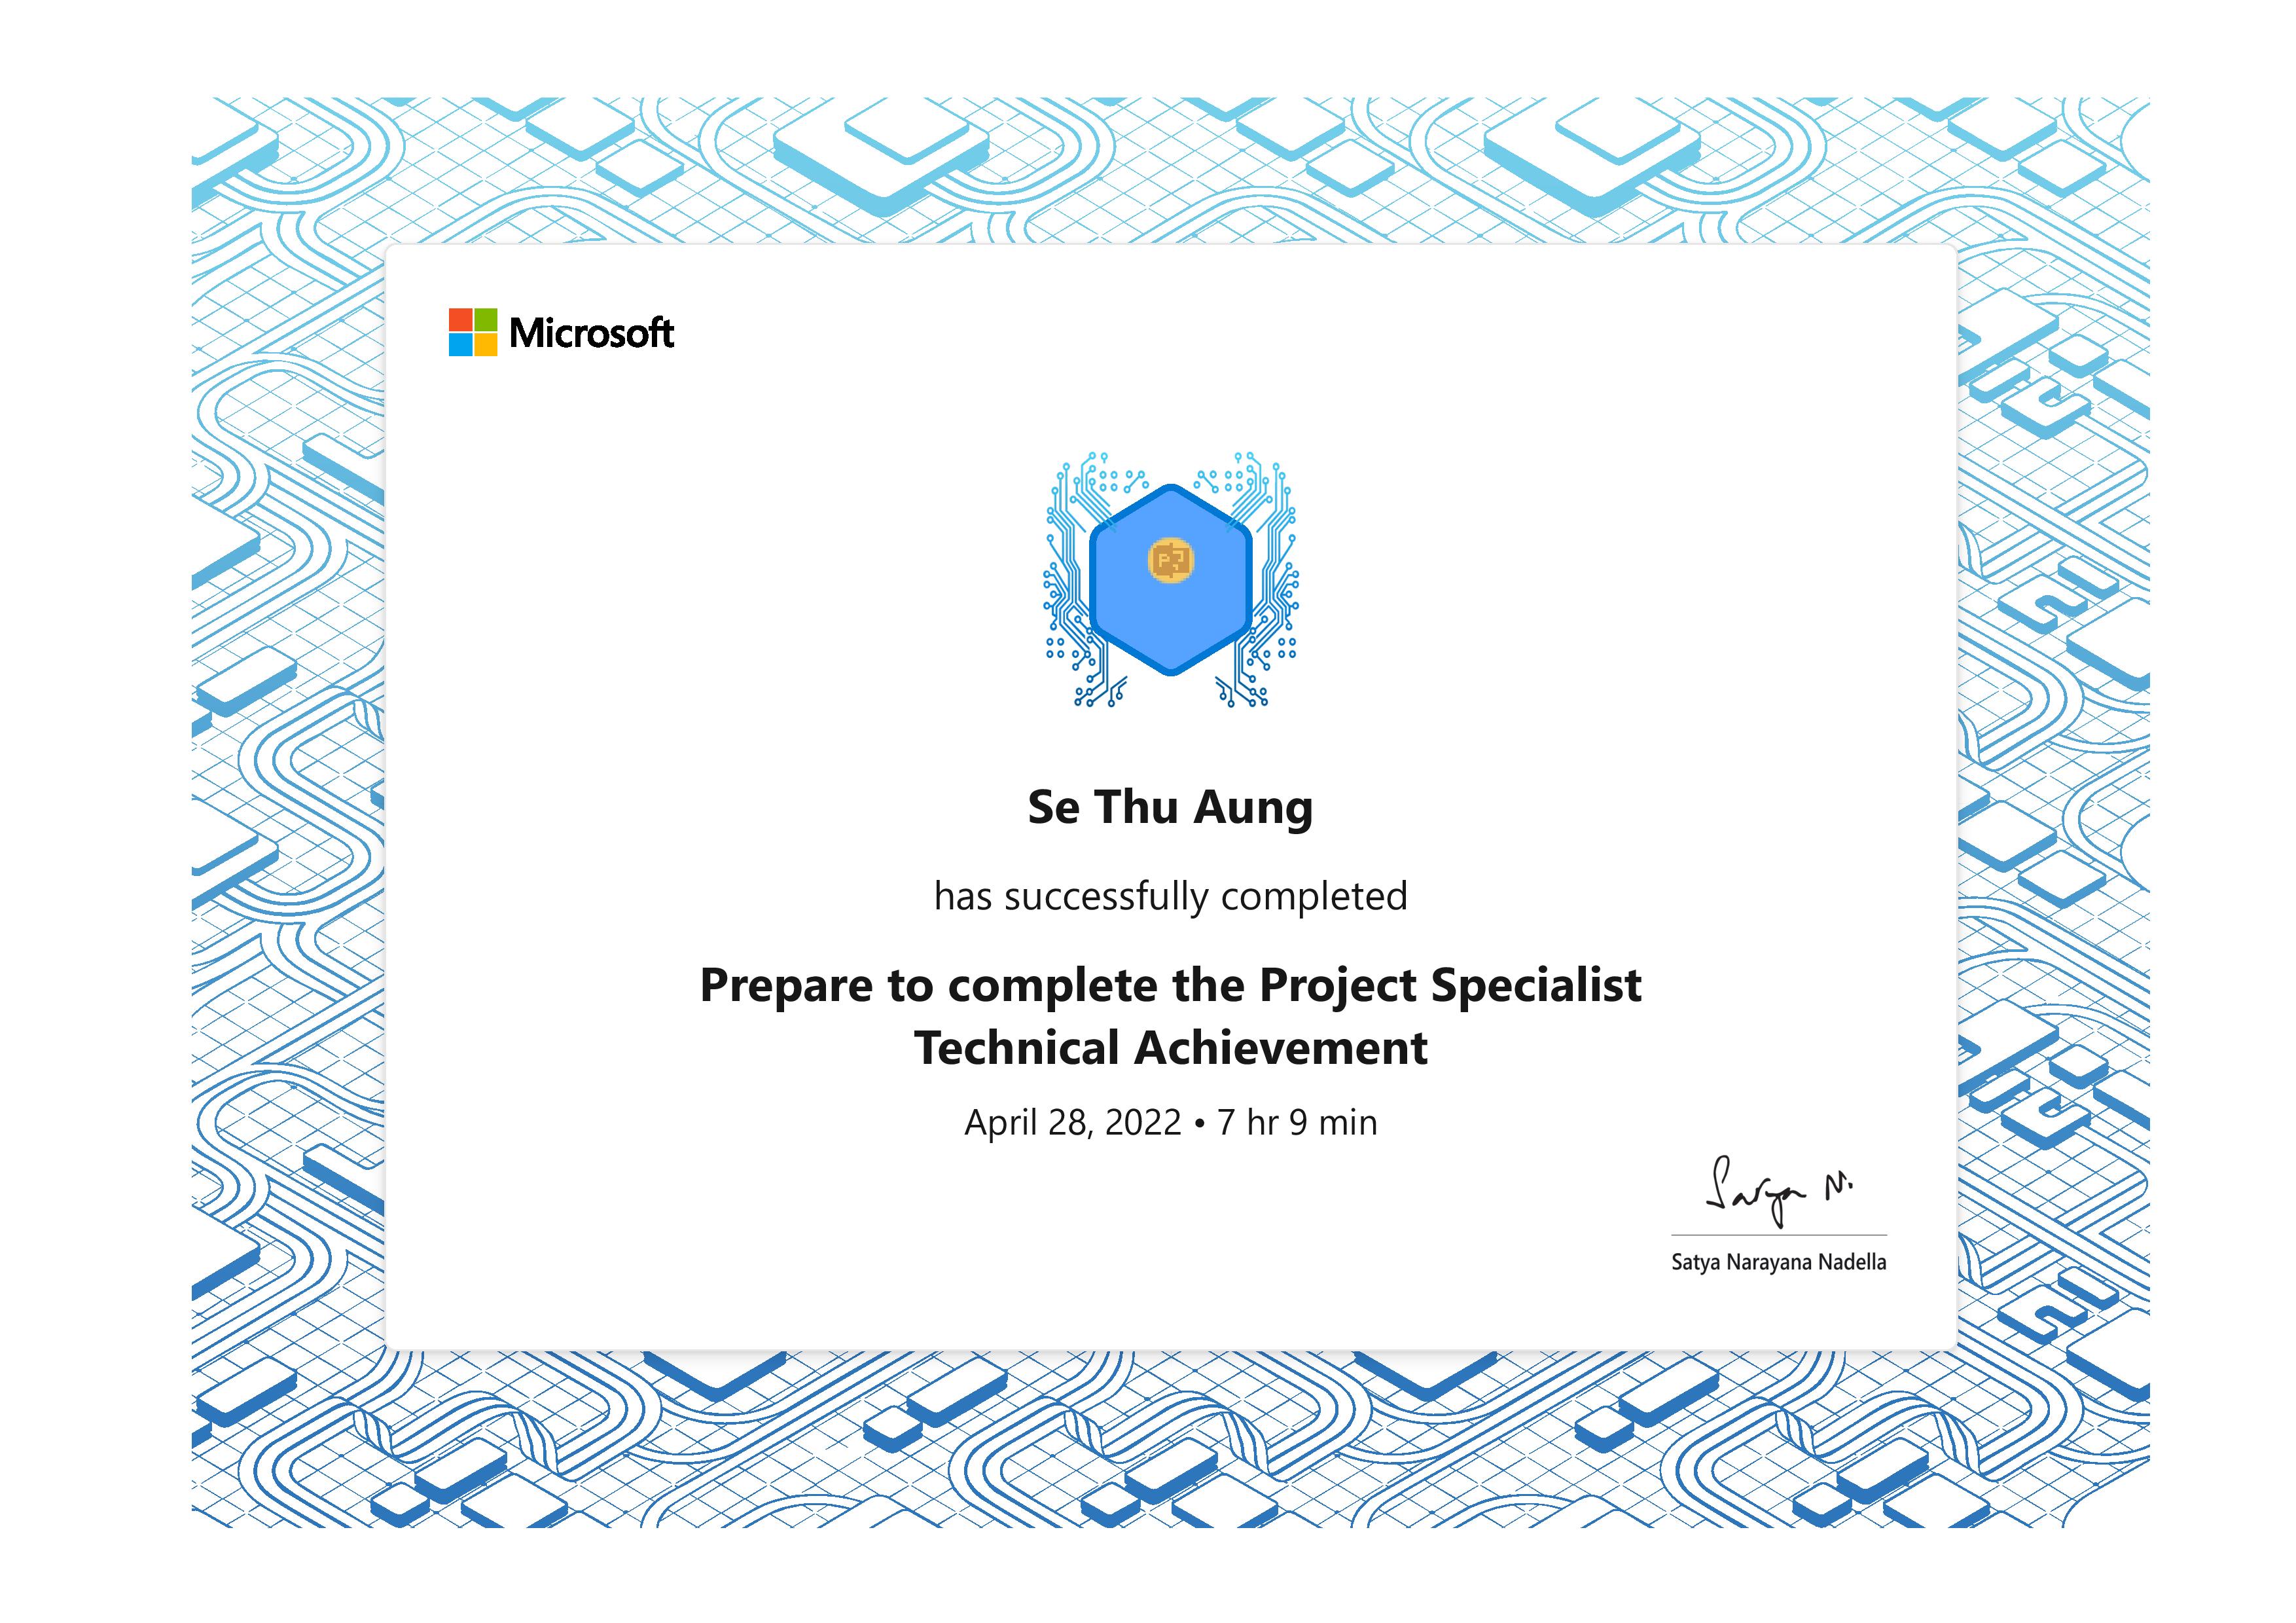 Microsoft
Se Thu Aung
has successfully completed
Prepare to complete the Project Specialist
Technical Achievement
April 28, 2022 • 7 hr 9 min
Satya N.
Satya Narayana Nadella